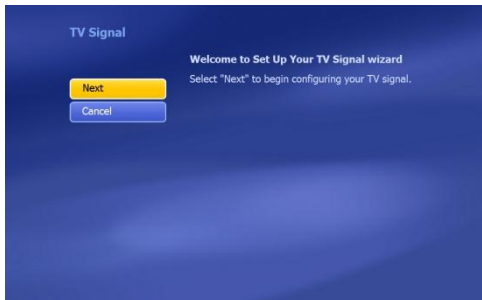 TV Signal
Welcome to Set Up Your TV Signal wizard
Select "Next" to begin configuring your TV signal.
Next
Cancel